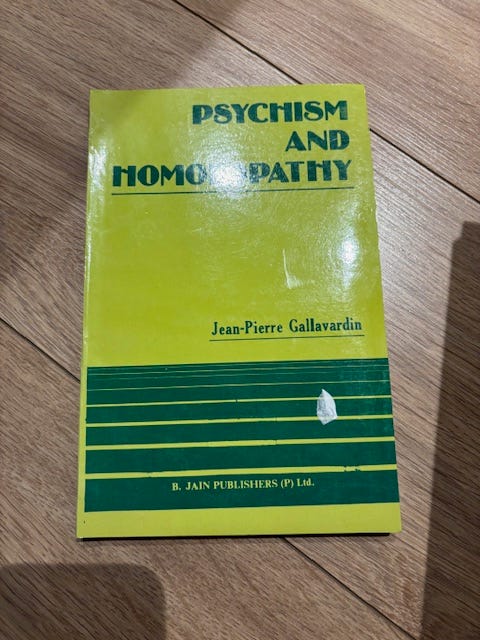 PSYCHISM
AND
HOMOEOPATHY
Jean-Pierre Gallavardin
B. JAIN PUBLISHERS (P) Ltd.